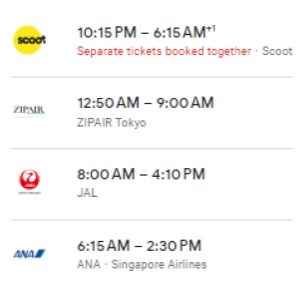 scoot
10:15 PM – 6:15 AM+1
Separate tickets booked together · Scoot
ZIPAIR
12:50 AM – 9:00 AM
ZIPAIR Tokyo
JAL
8:00 AM – 4:10 PM
JAL
ANA
6:15 AM – 2:30 PM
ANA · Singapore Airlines